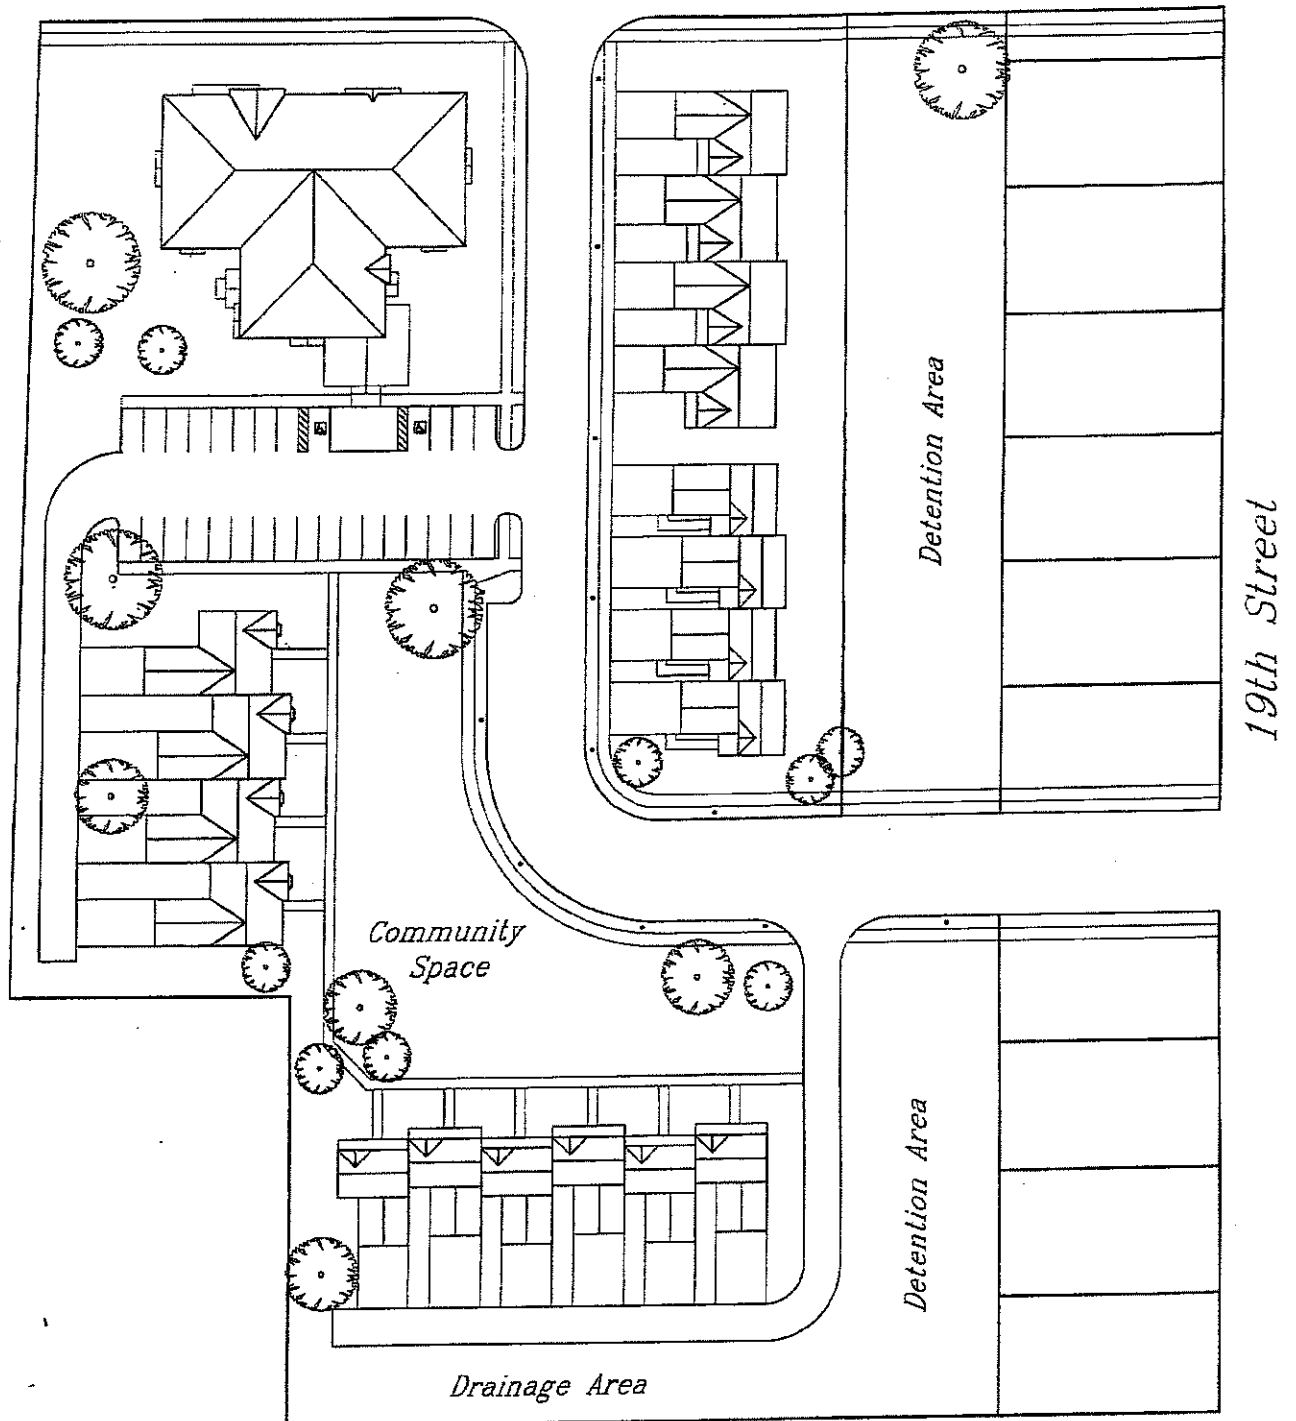 Detention Area
19th Street
Community
Space
Detention Area
Drainage Area